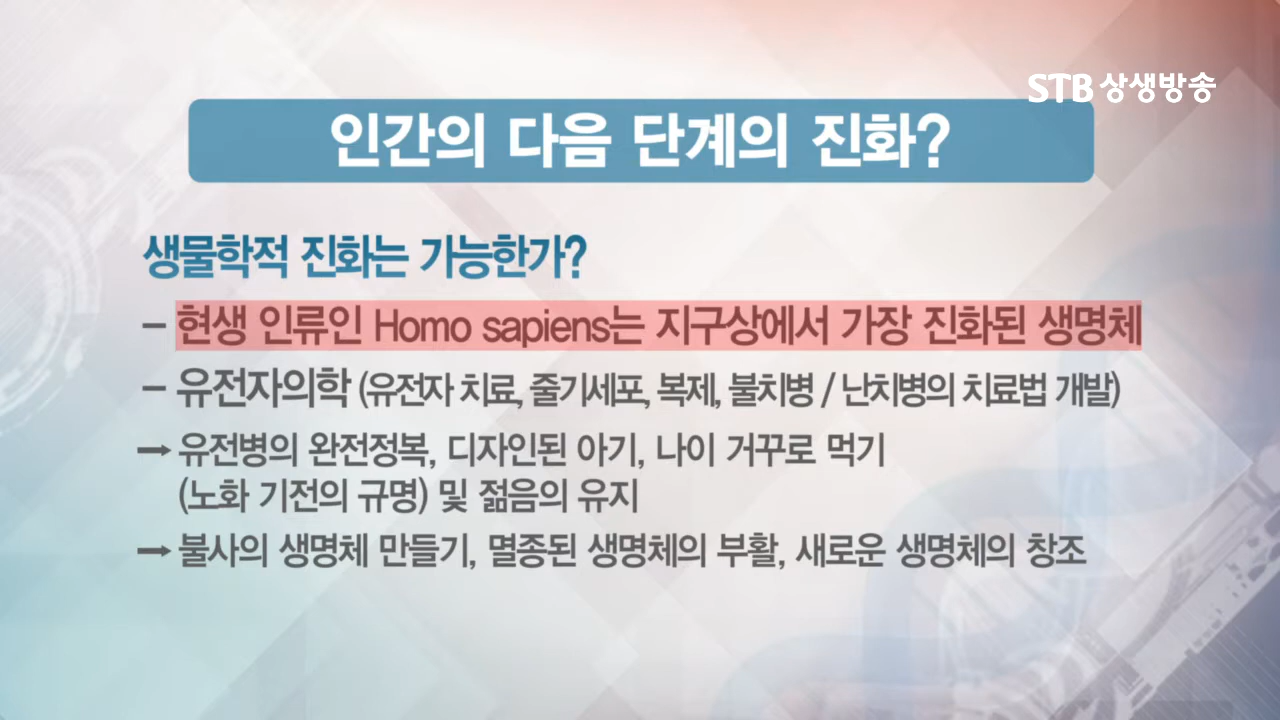 STB 상생방송
인간의 다음 단계의 진화?
생물학적 진화는 가능한가?
– 현생 인류인 Homo sapiens는 지구상에서 가장 진화된 생명체
– 유전자의학 (유전자 치료, 줄기세포, 복제, 불치병 / 난치병의 치료법 개발)
→ 유전병의 완전정복, 디자인된 아기, 나이 거꾸로 먹기
(노화 기전의 규명) 및 젊음의 유지
→ 불사의 생명체 만들기, 멸종된 생명체의 부활, 새로운 생명체의 창조